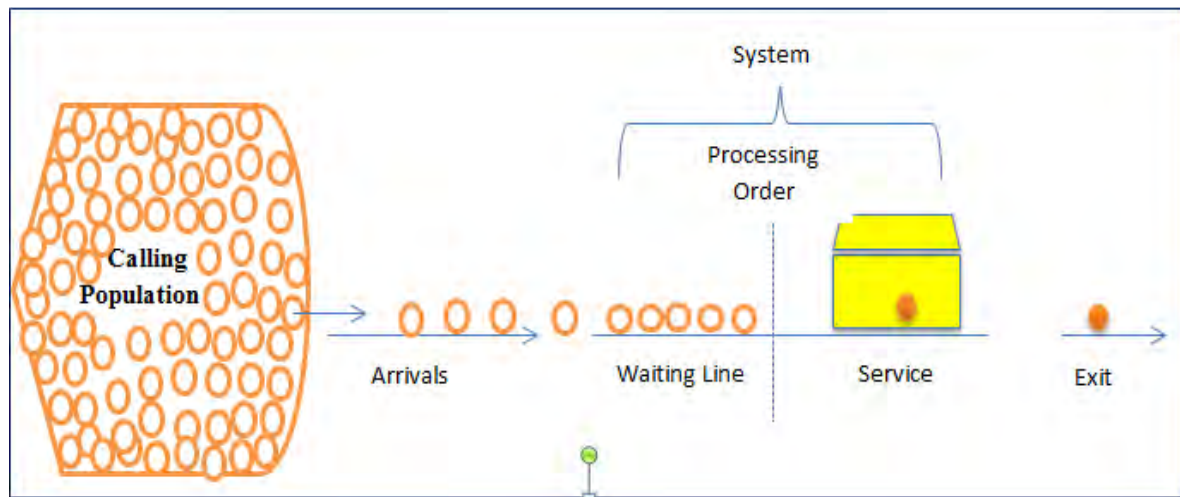 System
Processing
Order
Calling
Population
Arrivals
Waiting Line
Service
Exit